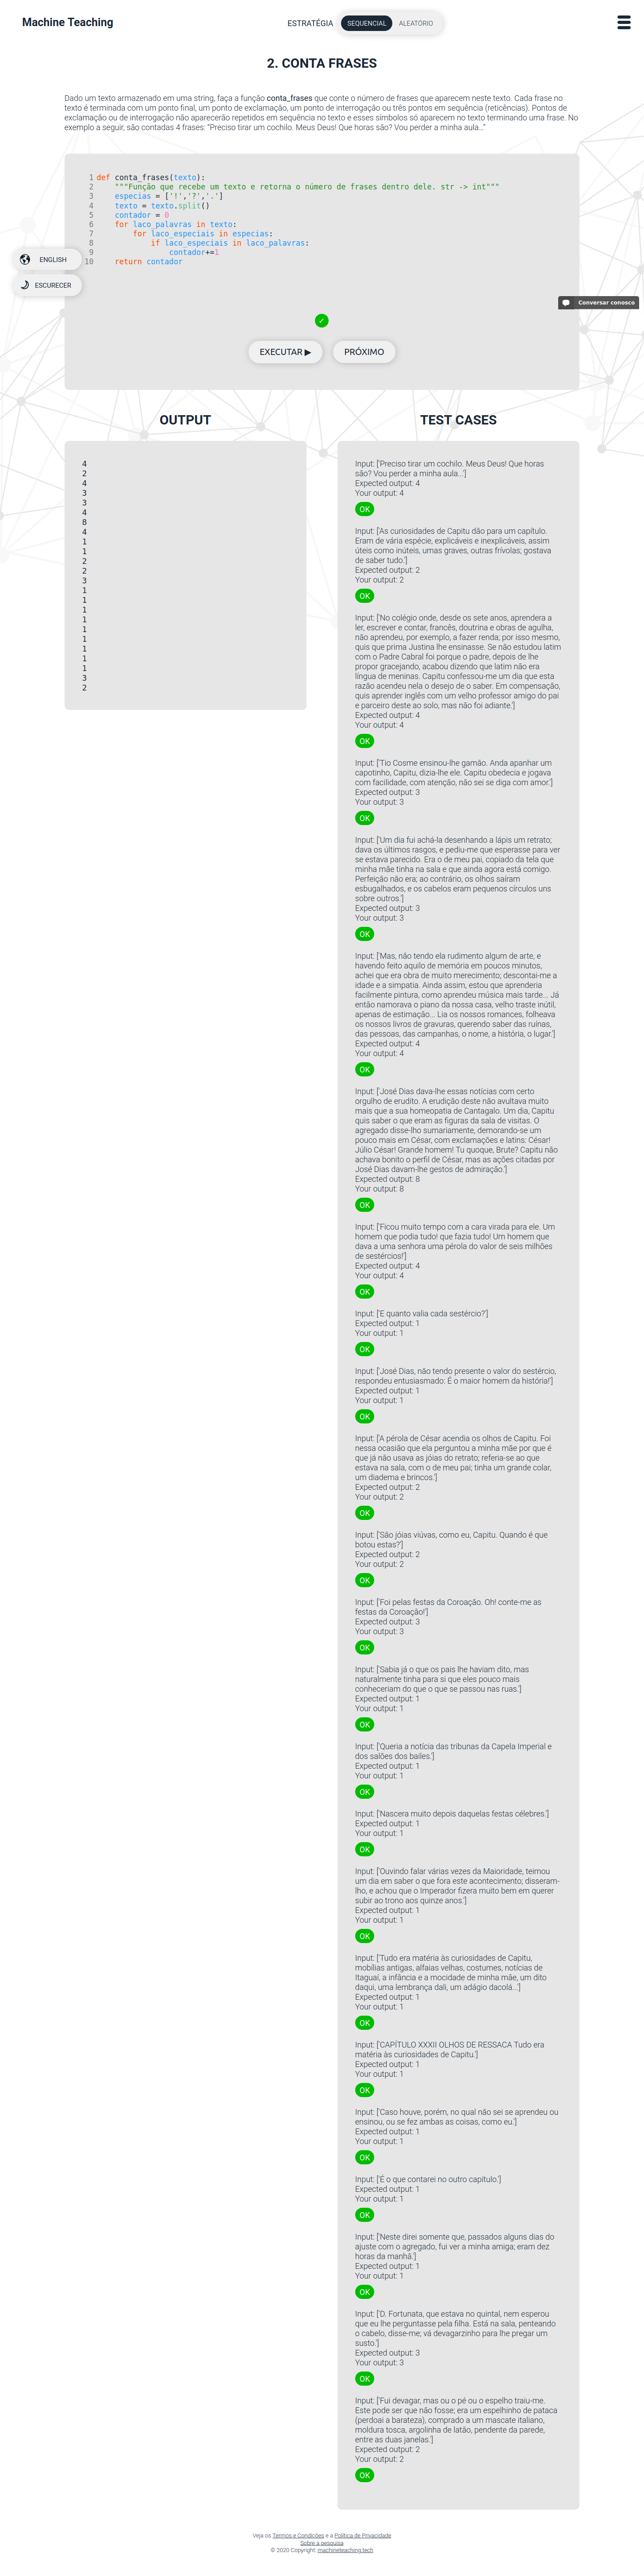 Machine Teaching
ESTRATÉGIA
SEQUENCIAL
ALEATÓRIO
2. CONTA FRASES
Dado um texto armazenado em uma string, faça a função conta_frases que conte o número de frases que aparecem neste texto. Cada frase no
texto é terminada com um ponto final, um ponto de exclamação, um ponto de interrogação ou três pontos em sequência (reticências). Pontos de
exclamação ou de interrogação não aparecerão repetidos em sequência no texto e esses símbolos só aparecem no texto terminando uma frase. No
exemplo a seguir, são contadas 4 frases: "Preciso tirar um cochilo. Meus Deus! Que horas são? Vou perder a minha aula..."
1 def conta_frases(texto):
2     """Função que recebe um texto e retorna o número de frases dentro dele. str -> int"""
3     especias = ['!','?','.']
4     texto = texto.split()
5     contador = 0
6     for laco_palavras in texto:
7         for laco_especiais in especias:
8             if laco_especiais in laco_palavras:
9                 contador+=1
10     return contador
ENGLISH
ESCURECER
Conversar conosco
✓
EXECUTAR ▶
PRÓXIMO
OUTPUT
4
2
4
3
3
4
8
4
1
1
2
2
3
1
1
1
1
1
1
1
1
1
3
2
TEST CASES
Input: ['Preciso tirar um cochilo. Meus Deus! Que horas
são? Vou perder a minha aula...']
Expected output: 4
Your output: 4
OK
Input: ['As curiosidades de Capitu dão para um capítulo.
Eram de vária espécie, explicáveis e inexplicáveis, assim
úteis como inúteis, umas graves, outras frívolas; gostava
de saber tudo.']
Expected output: 2
Your output: 2
OK
Input: ['No colégio onde, desde os sete anos, aprendera a
ler, escrever e contar, francês, doutrina e obras de agulha,
não aprendeu, por exemplo, a fazer renda; por isso mesmo,
quis que prima Justina lhe ensinasse. Se não estudou latim
com o Padre Cabral foi porque o padre, depois de lhe
propor gracejando, acabou dizendo que latim não era
língua de meninas. Capitu confessou-me um dia que esta
razão acendeu nela o desejo de o saber. Em compensação,
quis aprender inglês com um velho professor amigo do pai
e parceiro deste ao solo, mas não foi adiante.']
Expected output: 4
Your output: 4
OK
Input: ['Tio Cosme ensinou-lhe gamão. Anda apanhar um
capotinho, Capitu, dizia-lhe ele. Capitu obedecia e jogava
com facilidade, com atenção, não sei se diga com amor.']
Expected output: 3
Your output: 3
OK
Input: ['Um dia fui achá-la desenhando a lápis um retrato;
dava os últimos rasgos, e pediu-me que esperasse para ver
se estava parecido. Era o de meu pai, copiado da tela que
minha mãe tinha na sala e que ainda agora está comigo.
Perfeição não era; ao contrário, os olhos saíram
esbugalhados, e os cabelos eram pequenos círculos uns
sobre outros.']
Expected output: 3
Your output: 3
OK
Input: ['Mas, não tendo ela rudimento algum de arte, e
havendo feito aquilo de memória em poucos minutos,
achei que era obra de muito merecimento; descontai-me a
idade e a simpatia. Ainda assim, estou que aprenderia
facilmente pintura, como aprendeu música mais tarde... Já
então namorava o piano da nossa casa, velho traste inútil,
apenas de estimação... Lia os nossos romances, folheava
os nossos livros de gravuras, querendo saber das ruínas,
das pessoas, das campanhas, o nome, a história, o lugar.']
Expected output: 4
Your output: 4
OK
Input: ['José Dias dava-lhe essas notícias com certo
orgulho de erudito. A erudição deste não avultava muito
mais que a sua homeopatia de Cantagalo. Um dia, Capitu
quis saber o que eram as figuras da sala de visitas. O
agregado disse-lho sumariamente, demorando-se um
pouco mais em César, com exclamações e latins: César!
Júlio César! Grande homem! Tu quoque, Brute? Capitu não
achava bonito o perfil de César, mas as ações citadas por
José Dias davam-lhe gestos de admiração.']
Expected output: 8
Your output: 8
OK
Input: ['Ficou muito tempo com a cara virada para ele. Um
homem que podia tudo! que fazia tudo! Um homem que
dava a uma senhora uma pérola do valor de seis milhões
de sestércios!']
Expected output: 4
Your output: 4
OK
Input: ['E quanto valia cada sestércio?']
Expected output: 1
Your output: 1
OK
Input: ['José Dias, não tendo presente o valor do sestércio,
respondeu entusiasmado: É o maior homem da história!']
Expected output: 1
Your output: 1
OK
Input: ['A pérola de César acendia os olhos de Capitu. Foi
nessa ocasião que ela perguntou a minha mãe por que é
que já não usava as jóias do retrato; referia-se ao que
estava na sala, com o de meu pai; tinha um grande colar,
um diadema e brincos.']
Expected output: 2
Your output: 2
OK
Input: ['São jóias viúvas, como eu, Capitu. Quando é que
botou estas?']
Expected output: 2
Your output: 2
OK
Input: ['Foi pelas festas da Coroação. Oh! conte-me as
festas da Coroação!']
Expected output: 3
Your output: 3
OK
Input: ['Sabia já o que os pais lhe haviam dito, mas
naturalmente tinha para si que eles pouco mais
conheceriam do que o que se passou nas ruas.']
Expected output: 1
Your output: 1
OK
Input: ['Queria a notícia das tribunas da Capela Imperial e
dos salões dos bailes.']
Expected output: 1
Your output: 1
OK
Input: ['Nascera muito depois daquelas festas célebres.']
Expected output: 1
Your output: 1
OK
Input: ['Ouvindo falar várias vezes da Maioridade, teimou
um dia em saber o que fora este acontecimento; disseram-
lho, e achou que o Imperador fizera muito bem em querer
subir ao trono aos quinze anos.']
Expected output: 1
Your output: 1
OK
Input: ['Tudo era matéria às curiosidades de Capitu,
mobílias antigas, alfaias velhas, costumes, notícias de
Itaguaí, a infância e a mocidade de minha mãe, um dito
daqui, uma lembrança dali, um adágio dacolá...']
Expected output: 1
Your output: 1
OK
Input: ['CAPÍTULO XXXII OLHOS DE RESSACA Tudo era
matéria às curiosidades de Capitu.']
Expected output: 1
Your output: 1
OK
Input: ['Caso houve, porém, no qual não sei se aprendeu ou
ensinou, ou se fez ambas as coisas, como eu.']
Expected output: 1
Your output: 1
OK
Input: ['É o que contarei no outro capítulo.']
Expected output: 1
Your output: 1
OK
Input: ['Neste direi somente que, passados alguns dias do
ajuste com o agregado, fui ver a minha amiga; eram dez
horas da manhã.']
Expected output: 1
Your output: 1
OK
Input: ['D. Fortunata, que estava no quintal, nem esperou
que eu lhe perguntasse pela filha. Está na sala, penteando
o cabelo, disse-me; vá devagarzinho para lhe pregar um
susto.']
Expected output: 3
Your output: 3
OK
Input: ['Fui devagar, mas ou o pé ou o espelho traiu-me.
Este pode ser que não fosse; era um espelhinho de pataca
(perdoai a barateza), comprado a um mascate italiano,
moldura tosca, argolinha de latão, pendente da parede,
entre as duas janelas.']
Expected output: 2
Your output: 2
OK
Veja os Termos e Condições e a Política de Privacidade
Sobre a pesquisa
© 2020 Copyright: machineteaching.tech